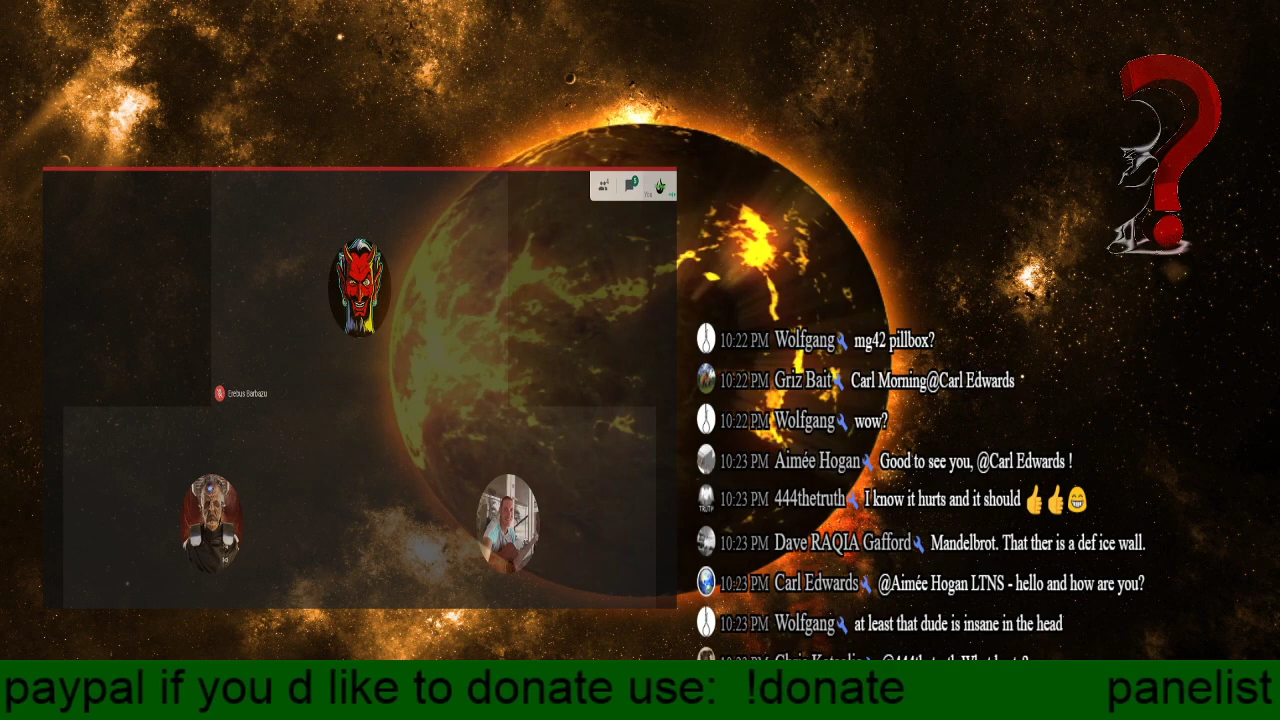 You
Erebus Barbazu
10:22 PM Wolfgang mg42 pillbox?
10:22 PM Griz Bait Carl Morning@Carl Edwards
10:22 PM Wolfgang wow?
10:23 PM Aimée Hogan Good to see you, @Carl Edwards !
10:23 PM 444thetruth I know it hurts and it should 👍👍😁
TRUTH
10:23 PM Dave RAQIA Gafford Mandelbrot. That ther is a def ice wall.
10:23 PM Carl Edwards @Aimée Hogan LTNS - hello and how are you?
10:23 PM Wolfgang at least that dude is insane in the head
paypal if you d like to donate use: !donate panelist